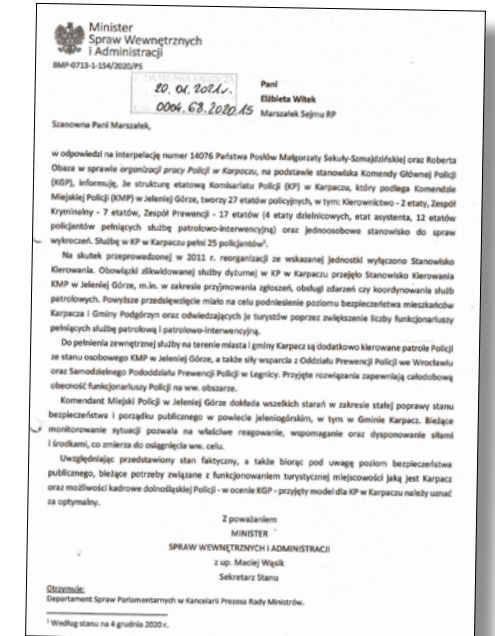 Minister
Spraw Wewnętrznych
i Administracji
BMP-0713-1-154/2020/PS
20. 01. 2021r.
0004. 68. 2020. 15
Pani
Elżbieta Witek
Marszałek Sejmu RP
Szanowna Pani Marszałek,
w odpowiedzi na interpelację numer 14076 Państwa Posłów Małgorzaty Sekuły-Szmajdzińskiej oraz Roberta
Obaza w sprawie organizacji pracy Policji w Karpaczu, na podstawie stanowiska Komendy Głównej Policji
(KGP), informuję, że strukturę etatową Komisariatu Policji (KP) w Karpaczu, który podlega Komendzie
Miejskiej Policji (KMP) w Jeleniej Górze, tworzy 27 etatów policyjnych, w tym: Kierownictwo - 2 etaty, Zespół
Kryminalny - 7 etatów, Zespół Prewencji - 17 etatów (4 etaty dzielnicowych, etat asystenta, 12 etatów
policjantów pełniących służbę patrolowo-interwencyjną) oraz jednoosobowe stanowisko do spraw
wykroczeń. Służbę w KP w Karpaczu pełni 25 policjantów¹.
Na skutek przeprowadzonej w 2011 r. reorganizacji ze wskazanej jednostki wyłączono Stanowisko
Kierowania. Obowiązki zlikwidowanej służby dyżurnej w KP w Karpaczu przejęło Stanowisko Kierowania
KMP w Jeleniej Górze, m.in. w zakresie przyjmowania zgłoszeń, obsługi zdarzeń czy koordynowania służb
patrolowych. Powyższe przedsięwzięcie miało na celu podniesienie poziomu bezpieczeństwa mieszkańców
Karpacza i Gminy Podgórzyn oraz odwiedzających je turystów poprzez zwiększenie liczby funkcjonariuszy
pełniących służbę patrolową i patrolowo-interwencyjną.
Do pełnienia zewnętrznej służby na terenie miasta i gminy Karpacz są dodatkowo kierowane patrole Policji
ze stanu osobowego KMP w Jeleniej Górze, a także siły wsparcia z Oddziału Prewencji Policji we Wrocławiu
oraz Samodzielnego Pododdziału Prewencji Policji w Legnicy. Przyjęte rozwiązania zapewniają całodobową
obecność funkcjonariuszy Policji na ww. obszarze.
Komendant Miejski Policji w Jeleniej Górze dokłada wszelkich starań w zakresie stałej poprawy stanu
bezpieczeństwa i porządku publicznego w powiecie jeleniogórskim, w tym w Gminie Karpacz. Bieżące
monitorowanie sytuacji pozwala na właściwe reagowanie, wspomaganie oraz dysponowanie siłami
i środkami, co zmierza do osiągnięcia ww. celu.
Uwzględniając przedstawiony stan faktyczny, a także biorąc pod uwagę poziom bezpieczeństwa
publicznego, bieżące potrzeby związane z funkcjonowaniem turystycznej miejscowości jaką jest Karpacz
oraz możliwości kadrowe dolnośląskiej Policji - w ocenie KGP - przyjęty model dla KP w Karpaczu należy uznać
za optymalny.
Z poważaniem
MINISTER
SPRAW WEWNĘTRZNYCH I ADMINISTRACJI
z up. Maciej Wąsik
Sekretarz Stanu
Otrzymuje:
Departament Spraw Parlamentarnych w Kancelarii Prezesa Rady Ministrów.
¹ Według stanu na 4 grudnia 2020 r.